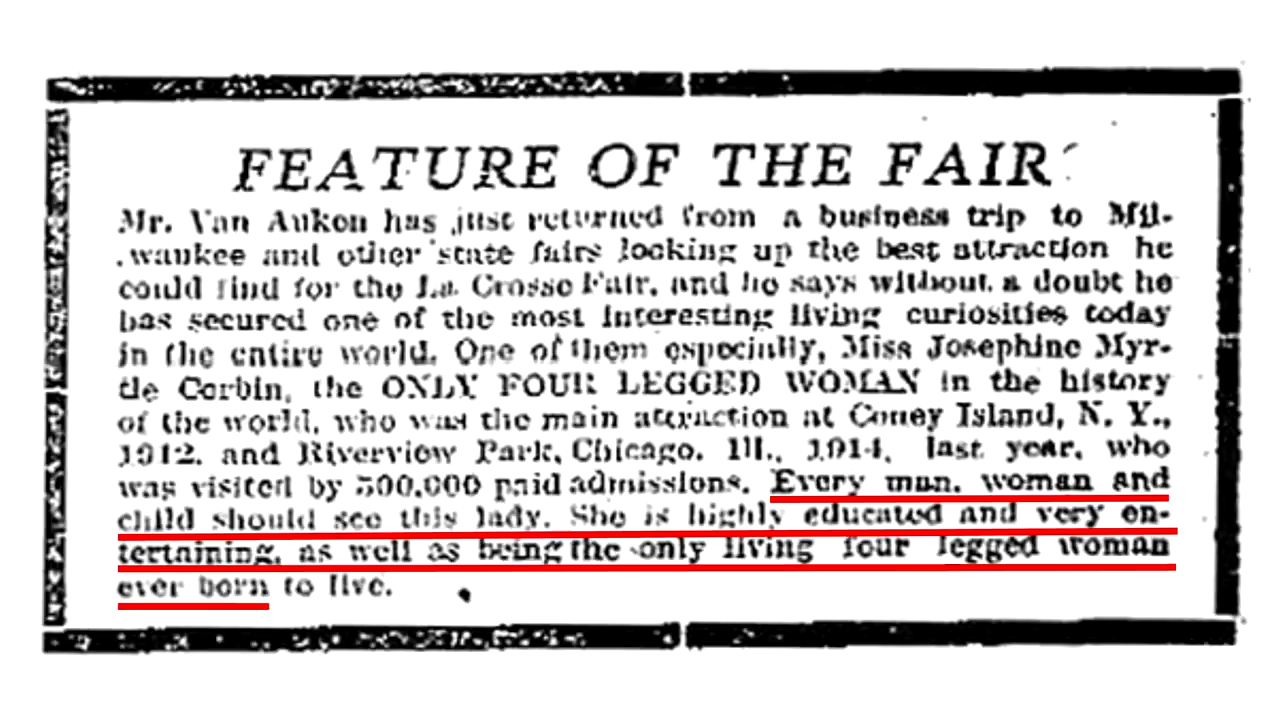 FEATURE OF THE FAIR
Mr. Van Auken has just returned from a business trip to Mil-
waukee and other state fairs looking up the best attraction he
could find for the La Crosse Fair, and he says without a doubt he
has secured one of the most interesting living curiosities today
in the entire world. One of them especially, Miss Josephine Myr-
tle Corbin, the ONLY FOUR LEGGED WOMAN in the history
of the world, who was the main attraction at Coney Island, N. Y.,
1912, and Riverview Park, Chicago, Ill., 1914, last year, who
was visited by 500,000 paid admissions. Every man, woman and
child should see this lady. She is highly educated and very en-
tertaining, as well as being the only living four legged woman
ever born to live.